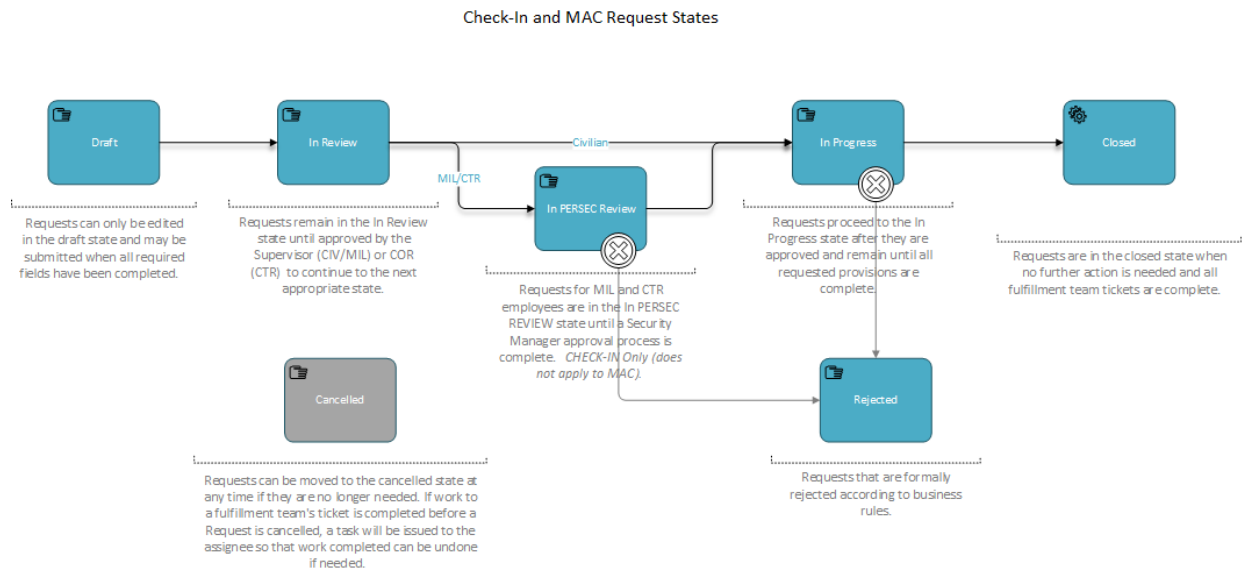 Check-In and MAC Request States
Draft
In Review
Civilian
In Progress
Closed
MIL/CTR
In PERSEC Review
Requests can only be edited
in the draft state and may be
submitted when all required
fields have been completed.
Requests remain in the In Review
state until approved by the
Supervisor (CIV/MIL) or COR
(CTR) to continue to the next
appropriate state.
Requests for MIL and CTR
employees are in the In PERSEC
REVIEW state until a Security
Manager approval process is
complete. CHECK-IN Only (does
not apply to MAC).
Requests proceed to the In
Progress state after they are
approved and remain until all
requested provisions are
complete.
Requests are in the closed state when
no further action is needed and all
fulfillment team tickets are complete.
Cancelled
Rejected
Requests can be moved to the cancelled state at
any time if they are no longer needed. If work to
a fulfillment team's ticket is completed before a
Request is cancelled, a task will be issued to the
assignee so that work completed can be undone
if needed.
Requests that are formally
rejected according to business
rules.